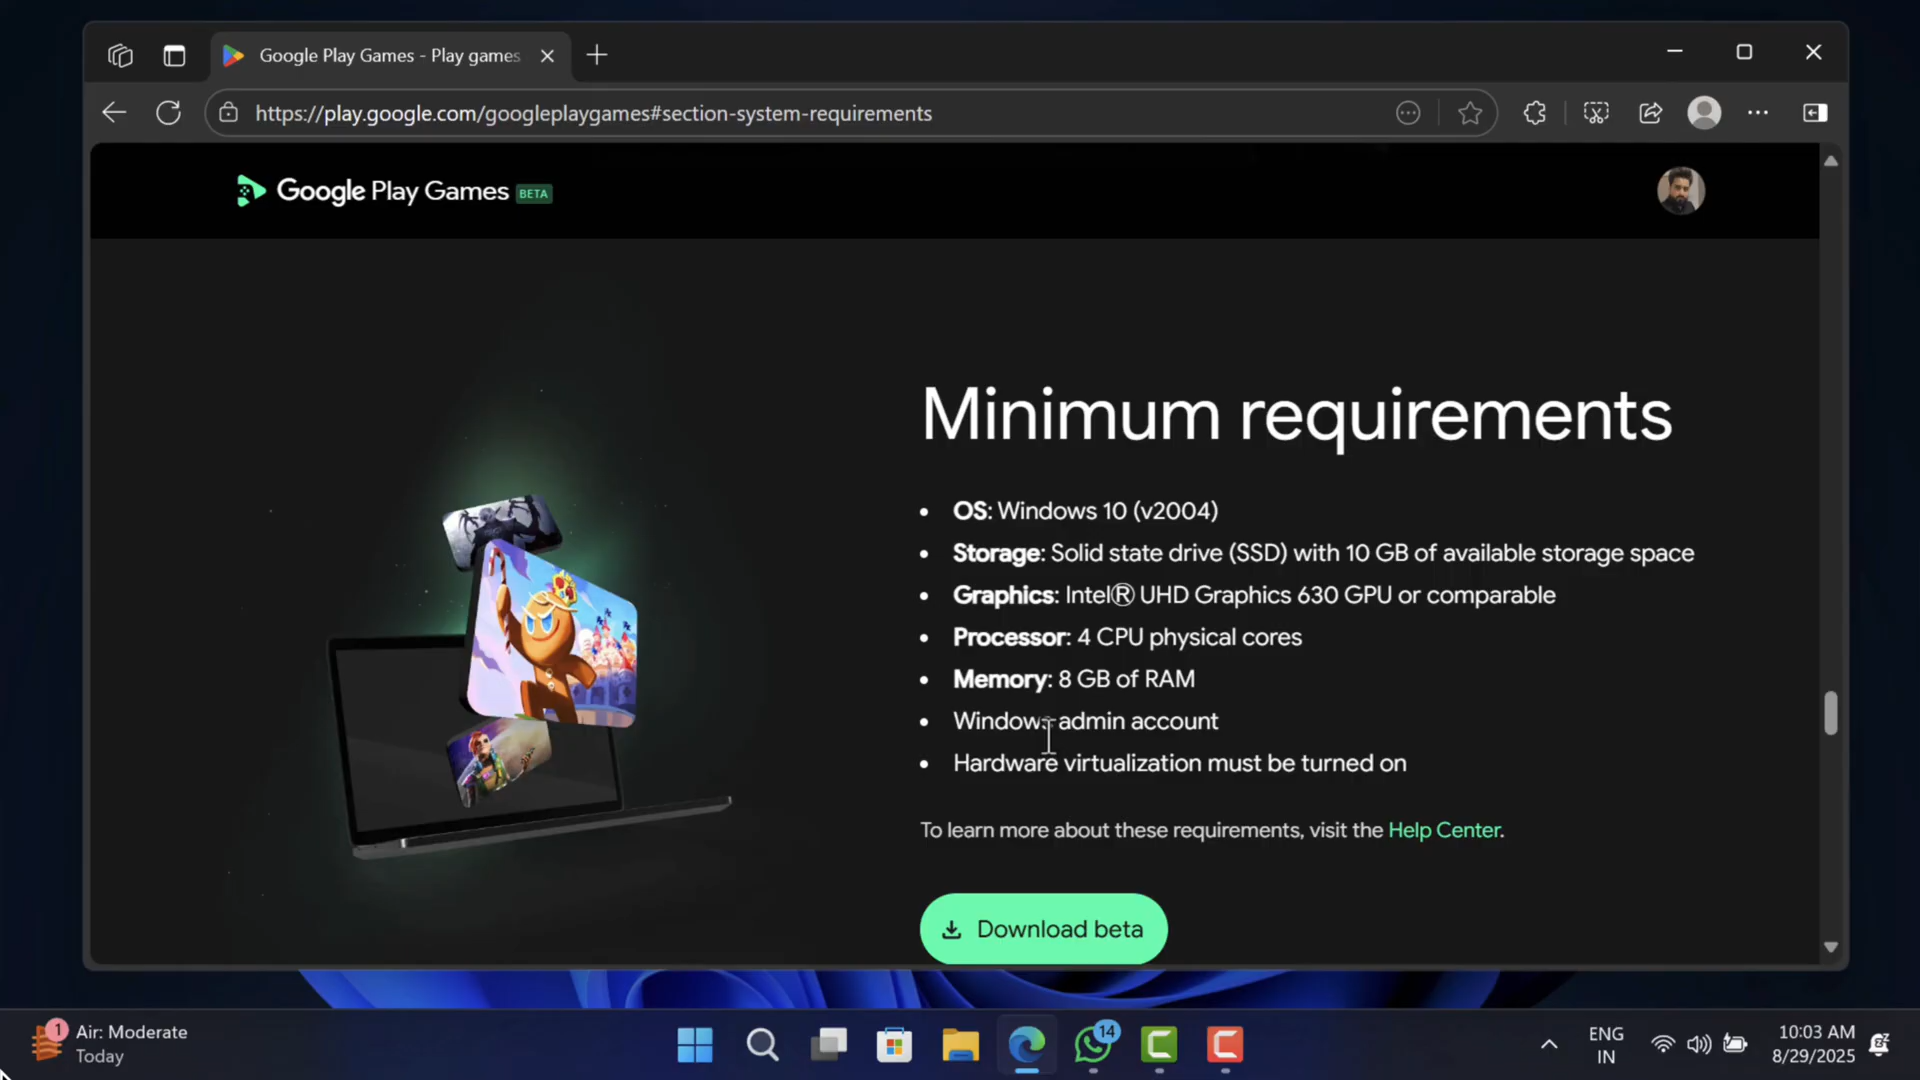 Google Play Games - Play games
https://play.google.com/googleplaygames#section-system-requirements
Google Play Games BETA
Minimum requirements
• OS: Windows 10 (v2004)
• Storage: Solid state drive (SSD) with 10 GB of available storage space
• Graphics: Intel® UHD Graphics 630 GPU or comparable
• Processor: 4 CPU physical cores
• Memory: 8 GB of RAM
• Windows admin account
• Hardware virtualization must be turned on
To learn more about these requirements, visit the Help Center.
Download beta
1
Air: Moderate
Today
14
ENG
IN
10:03 AM
8/29/2025